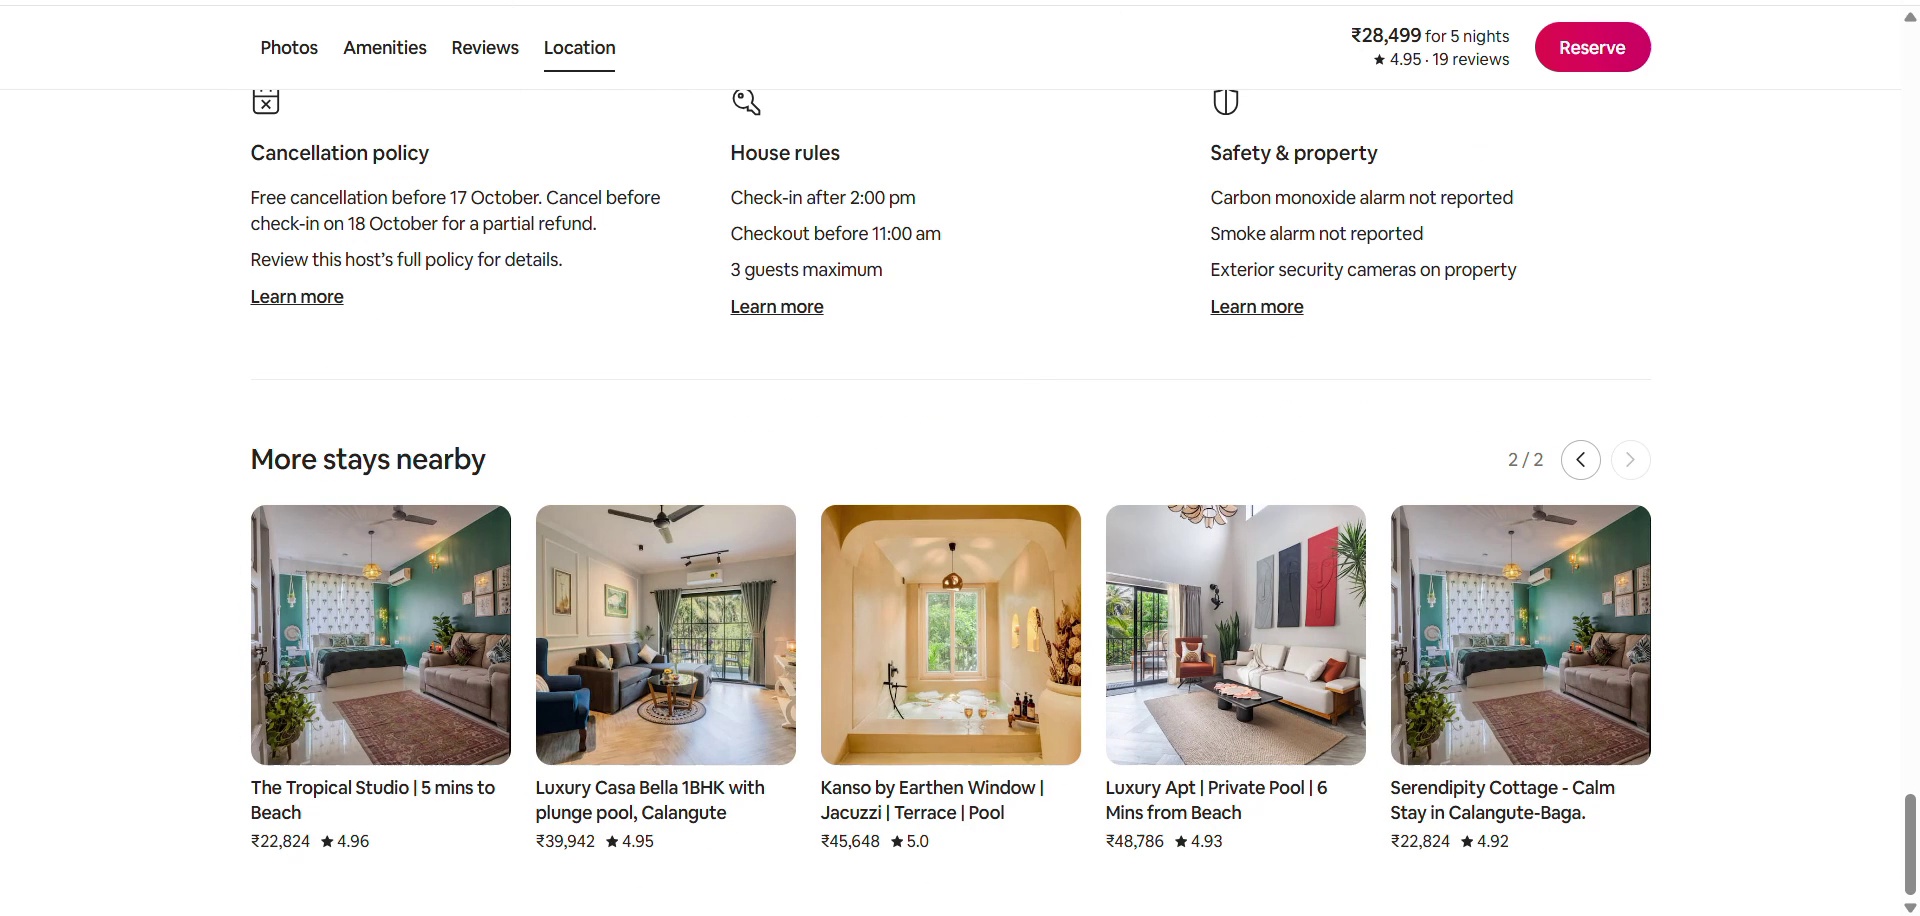 Photos Amenities Reviews Location
₹28,499 for 5 nights
★ 4.95 · 19 reviews
Reserve
Cancellation policy
Free cancellation before 17 October. Cancel before
check-in on 18 October for a partial refund.
Review this host’s full policy for details.
Learn more
House rules
Check-in after 2:00 pm
Checkout before 11:00 am
3 guests maximum
Learn more
Safety & property
Carbon monoxide alarm not reported
Smoke alarm not reported
Exterior security cameras on property
Learn more
More stays nearby
2 / 2
The Tropical Studio | 5 mins to
Beach
₹22,824 ★ 4.96
Luxury Casa Bella 1BHK with
plunge pool, Calangute
₹39,942 ★ 4.95
Kanso by Earthen Window |
Jacuzzi | Terrace | Pool
₹45,648 ★ 5.0
Luxury Apt | Private Pool | 6
Mins from Beach
₹48,786 ★ 4.93
Serendipity Cottage - Calm
Stay in Calangute-Baga.
₹22,824 ★ 4.92